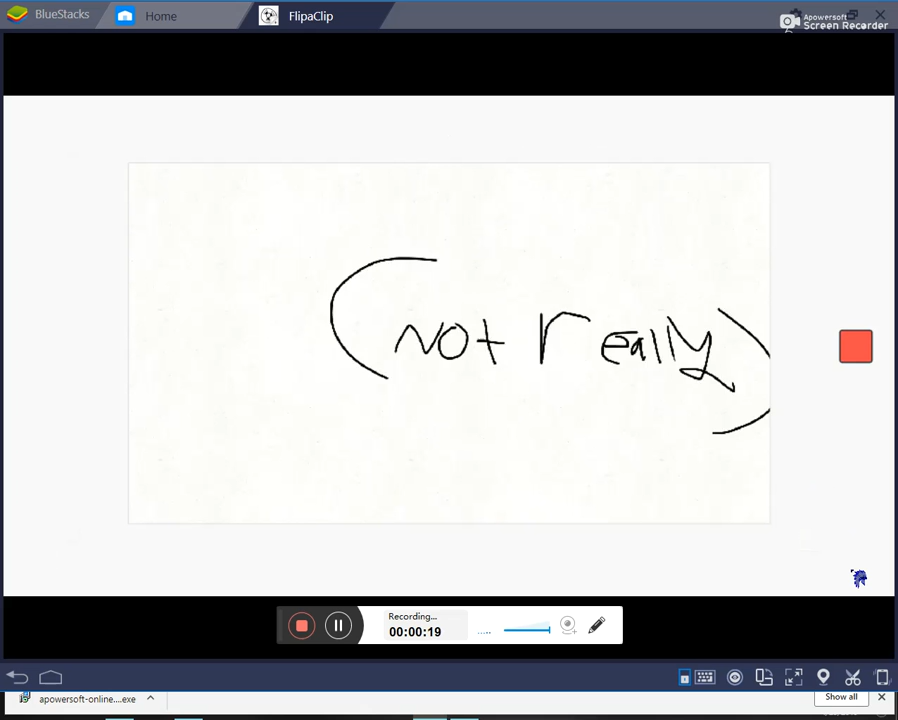 BlueStacks
Home
FlipaClip
Apowersoft
Screen Recorder
(not really)
Recording...
00:00:19
apowersoft-online....exe
Show all